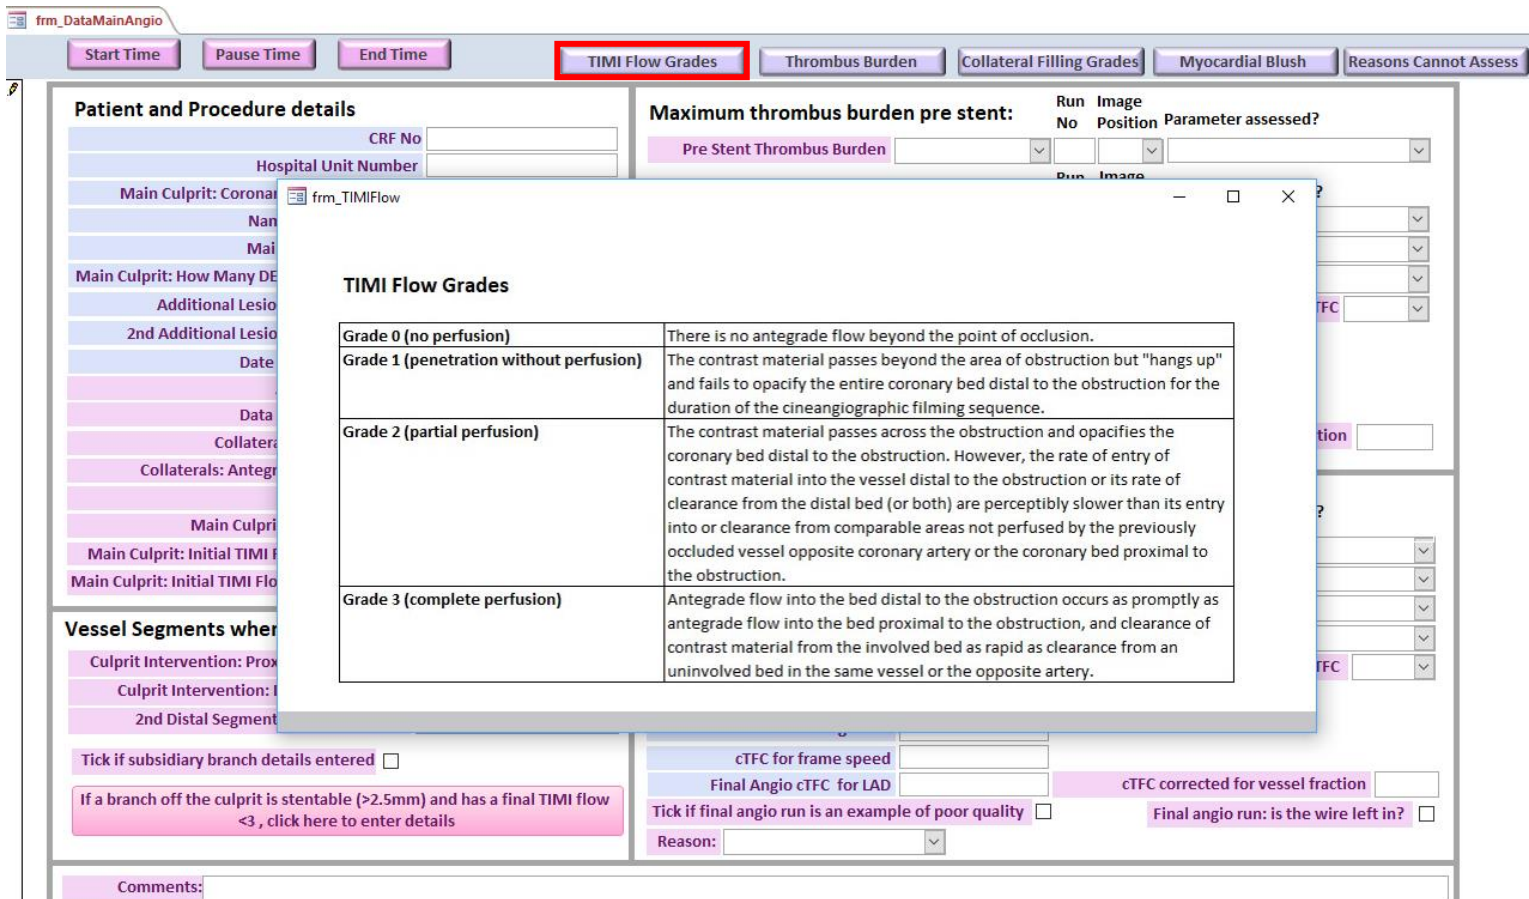 frm_DataMainAngio
Start Time
Pause Time
End Time
TIMI Flow Grades
Thrombus Burden
Collateral Filling Grades
Myocardial Blush
Reasons Cannot Assess
Patient and Procedure details
CRF No
Hospital Unit Number
Main Culprit: Coronar
Nan
Mai
Main Culprit: How Many DE
Additional Lesio
2nd Additional Lesio
Date
Data
Collatera
Collaterals: Antegr
Main Culpri
Main Culprit: Initial TIMI F
Main Culprit: Initial TIMI Flo
Vessel Segments wher
Culprit Intervention: Prox
Culprit Intervention:
2nd Distal Segment
Tick if subsidiary branch details entered
If a branch off the culprit is stentable (>2.5mm) and has a final TIMI flow
<3 , click here to enter details
Maximum thrombus burden pre stent:
Run
No
Image
Position
Parameter assessed?
Pre Stent Thrombus Burden
Run
Image
?
TFC
tion
?
TFC
frm_TIMIFlow
TIMI Flow Grades
Grade 0 (no perfusion)
There is no antegrade flow beyond the point of occlusion.
Grade 1 (penetration without perfusion)
The contrast material passes beyond the area of obstruction but "hangs up"
and fails to opacify the entire coronary bed distal to the obstruction for the
duration of the cineangiographic filming sequence.
Grade 2 (partial perfusion)
The contrast material passes across the obstruction and opacifies the
coronary bed distal to the obstruction. However, the rate of entry of
contrast material into the vessel distal to the obstruction or its rate of
clearance from the distal bed (or both) are perceptibly slower than its entry
into or clearance from comparable areas not perfused by the previously
occluded vessel opposite coronary artery or the coronary bed proximal to
the obstruction.
Grade 3 (complete perfusion)
Antegrade flow into the bed distal to the obstruction occurs as promptly as
antegrade flow into the bed proximal to the obstruction, and clearance of
contrast material from the involved bed as rapid as clearance from an
uninvolved bed in the same vessel or the opposite artery.
cTFC for frame speed
Final Angio cTFC for LAD
cTFC corrected for vessel fraction
Tick if final angio run is an example of poor quality
Final angio run: is the wire left in?
Reason:
Comments: